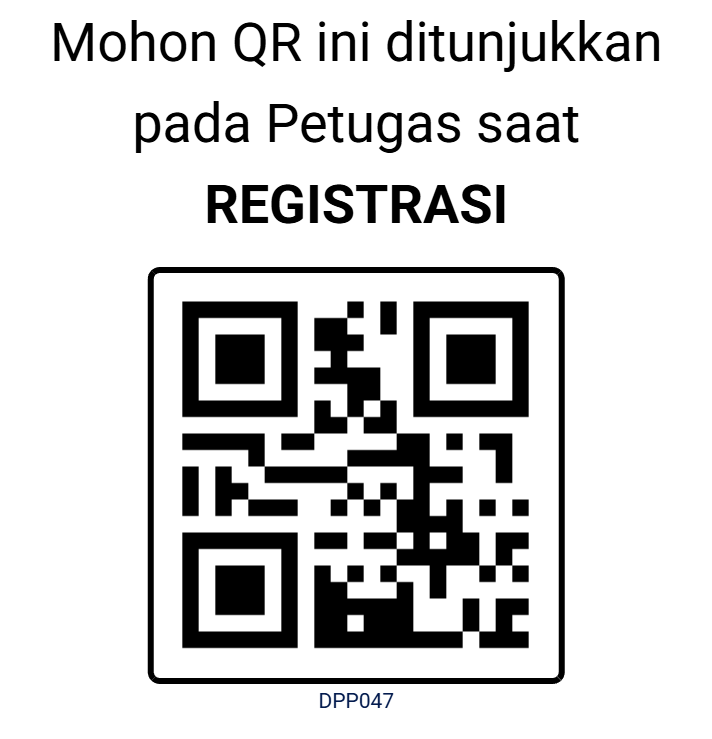 Mohon QR ini ditunjukkan
pada Petugas saat
REGISTRASI
DPP047